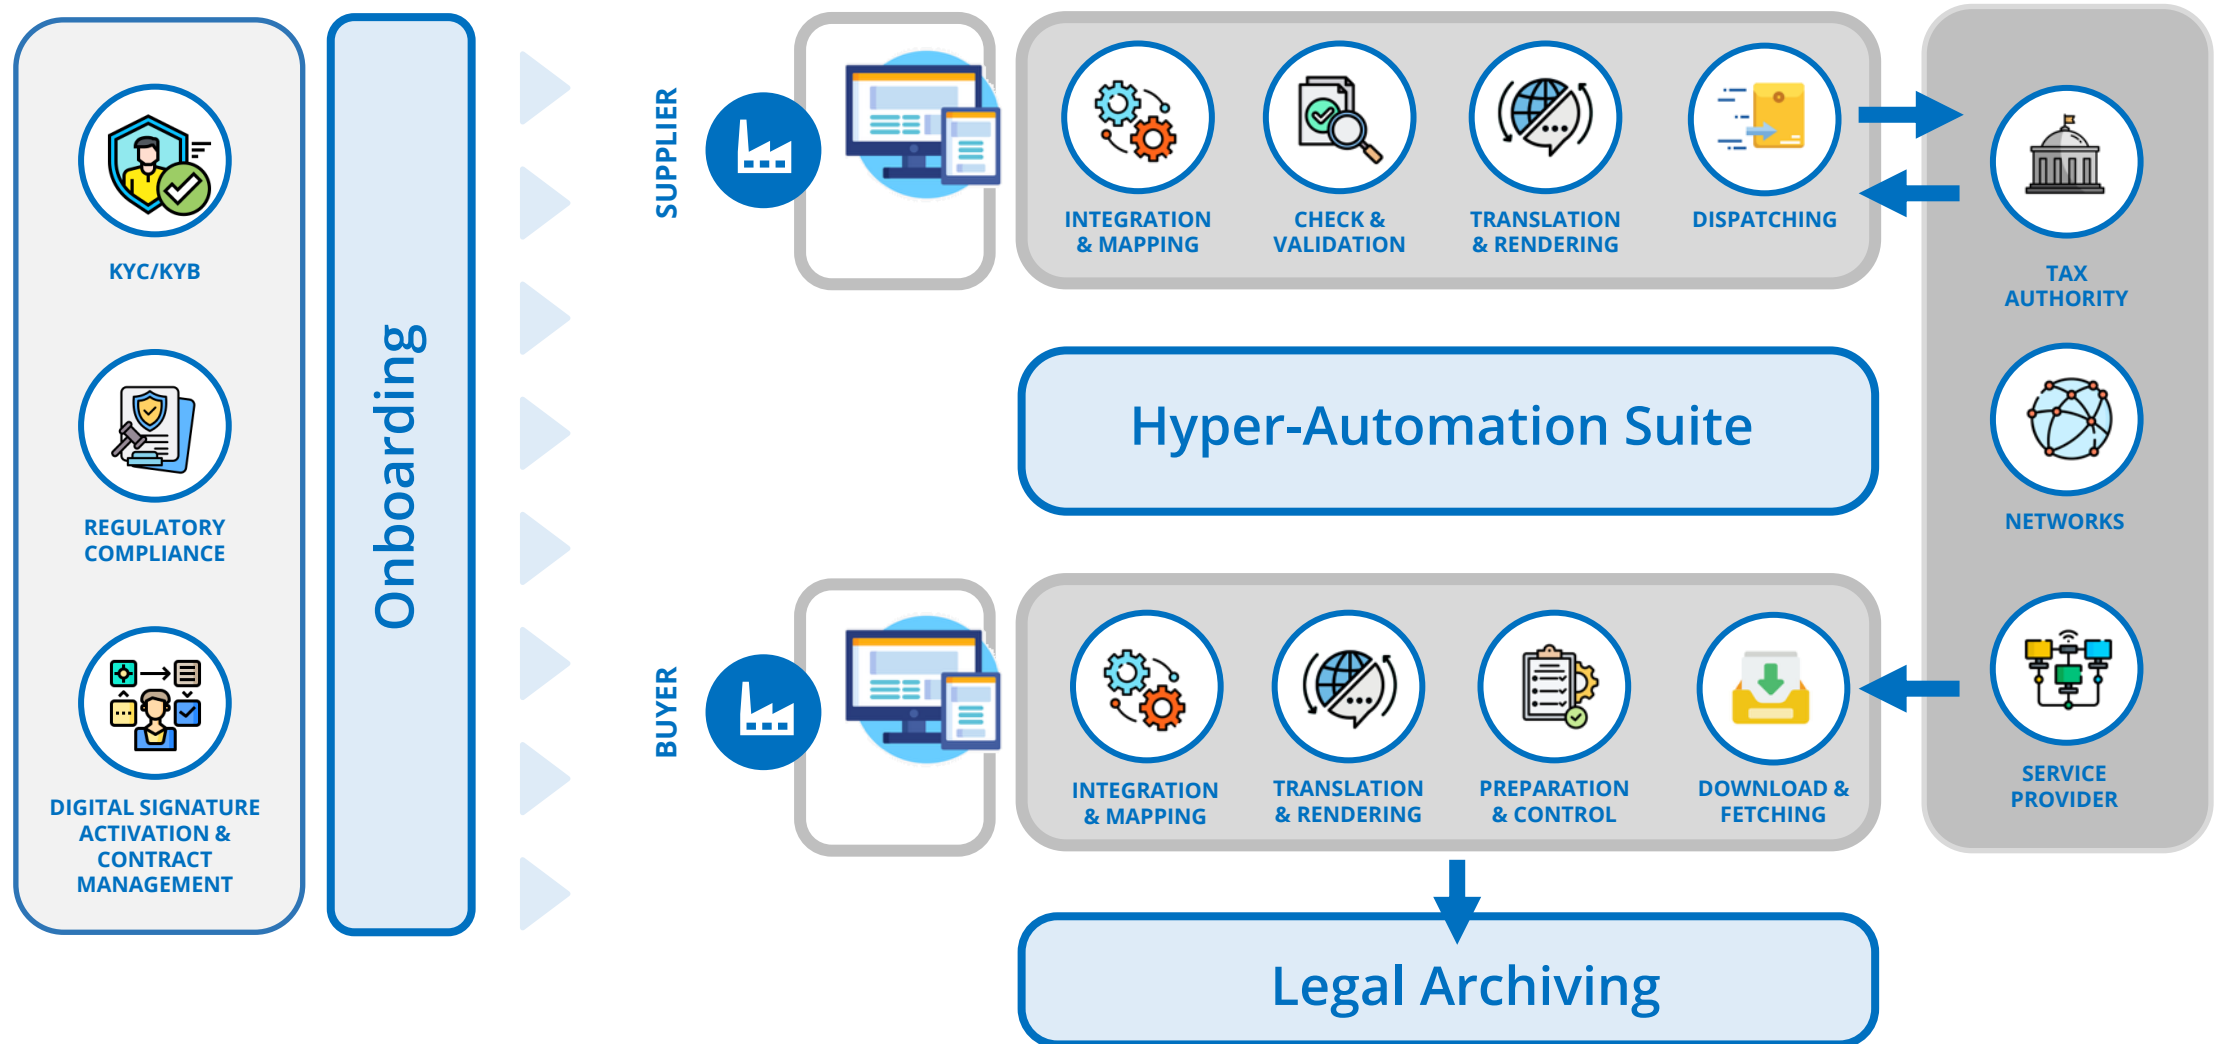 KYC/KYB
REGULATORY
COMPLIANCE
DIGITAL SIGNATURE
ACTIVATION &
CONTRACT
MANAGEMENT
Onboarding
SUPPLIER
INTEGRATION
& MAPPING
CHECK &
VALIDATION
TRANSLATION
& RENDERING
DISPATCHING
Hyper-Automation Suite
BUYER
INTEGRATION
& MAPPING
TRANSLATION
& RENDERING
PREPARATION
& CONTROL
DOWNLOAD &
FETCHING
Legal Archiving
TAX
AUTHORITY
NETWORKS
SERVICE
PROVIDER